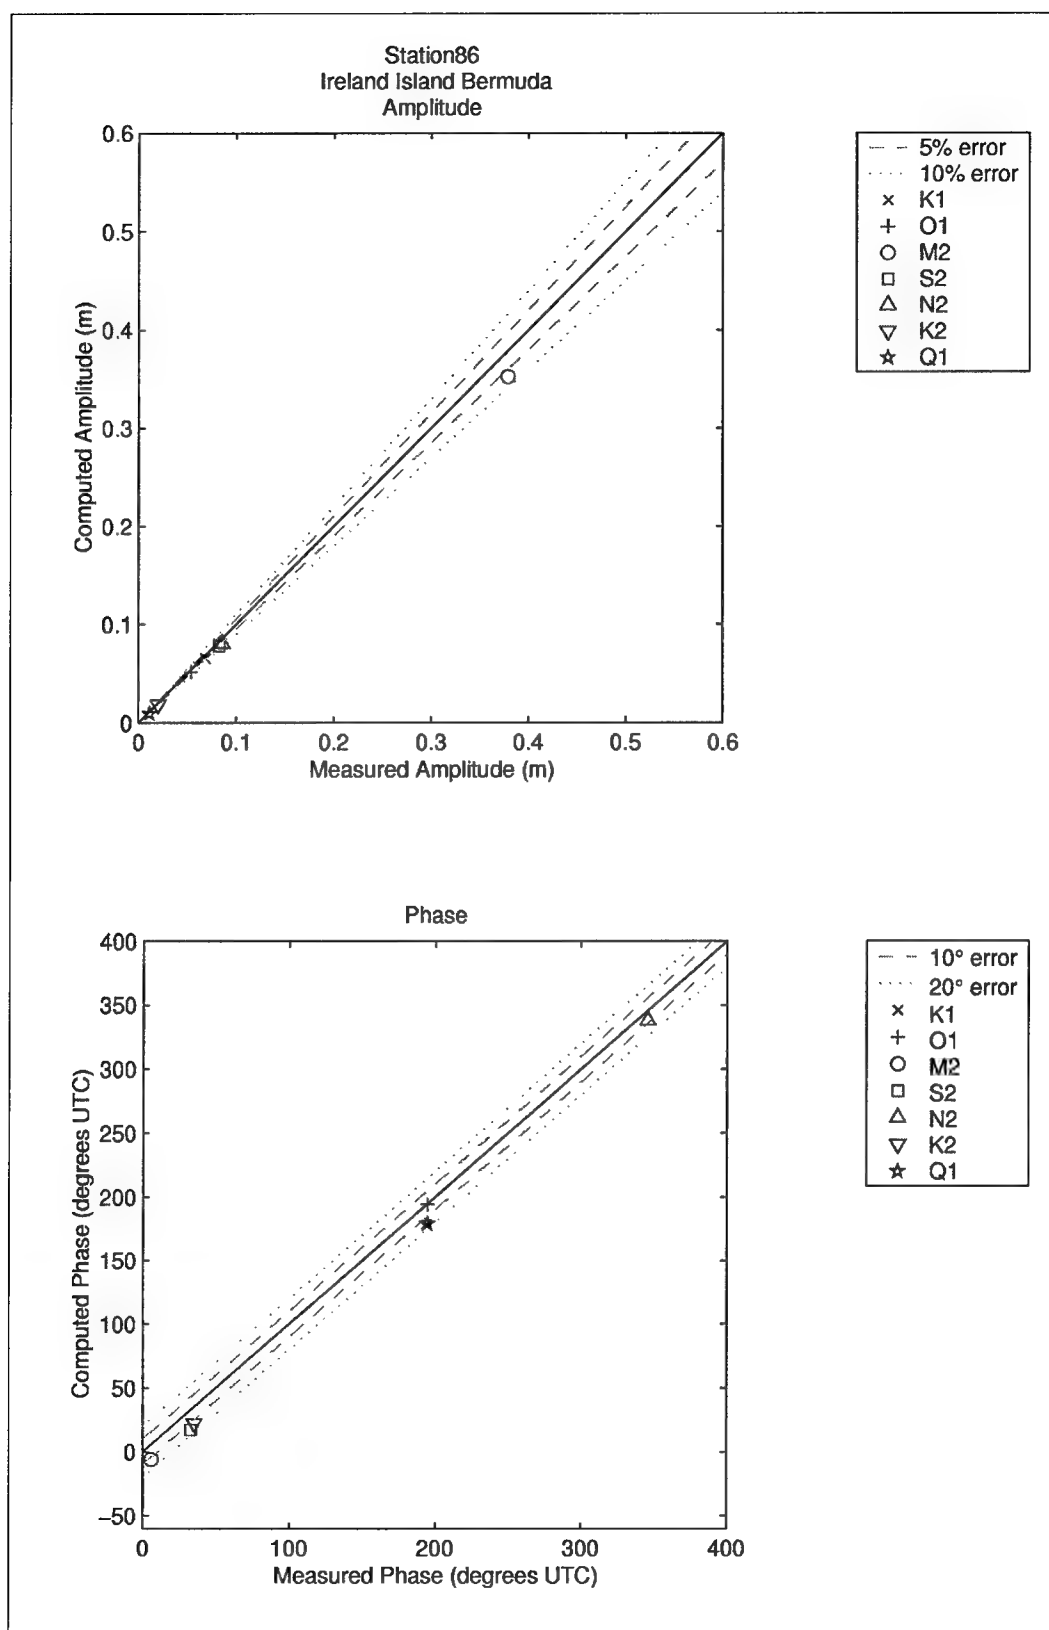 Station86
Ireland Island Bermuda
Amplitude
0.6
0.5
0.4
0.3
0.2
0.1
0
Computed Amplitude (m)
0 0.1 0.2 0.3 0.4 0.5 0.6
Measured Amplitude (m)
5% error
10% error
K1
O1
M2
S2
N2
K2
Q1
Phase
400
350
300
250
200
150
100
50
0
−50
Computed Phase (degrees UTC)
0 100 200 300 400
Measured Phase (degrees UTC)
10° error
20° error
K1
O1
M2
S2
N2
K2
Q1